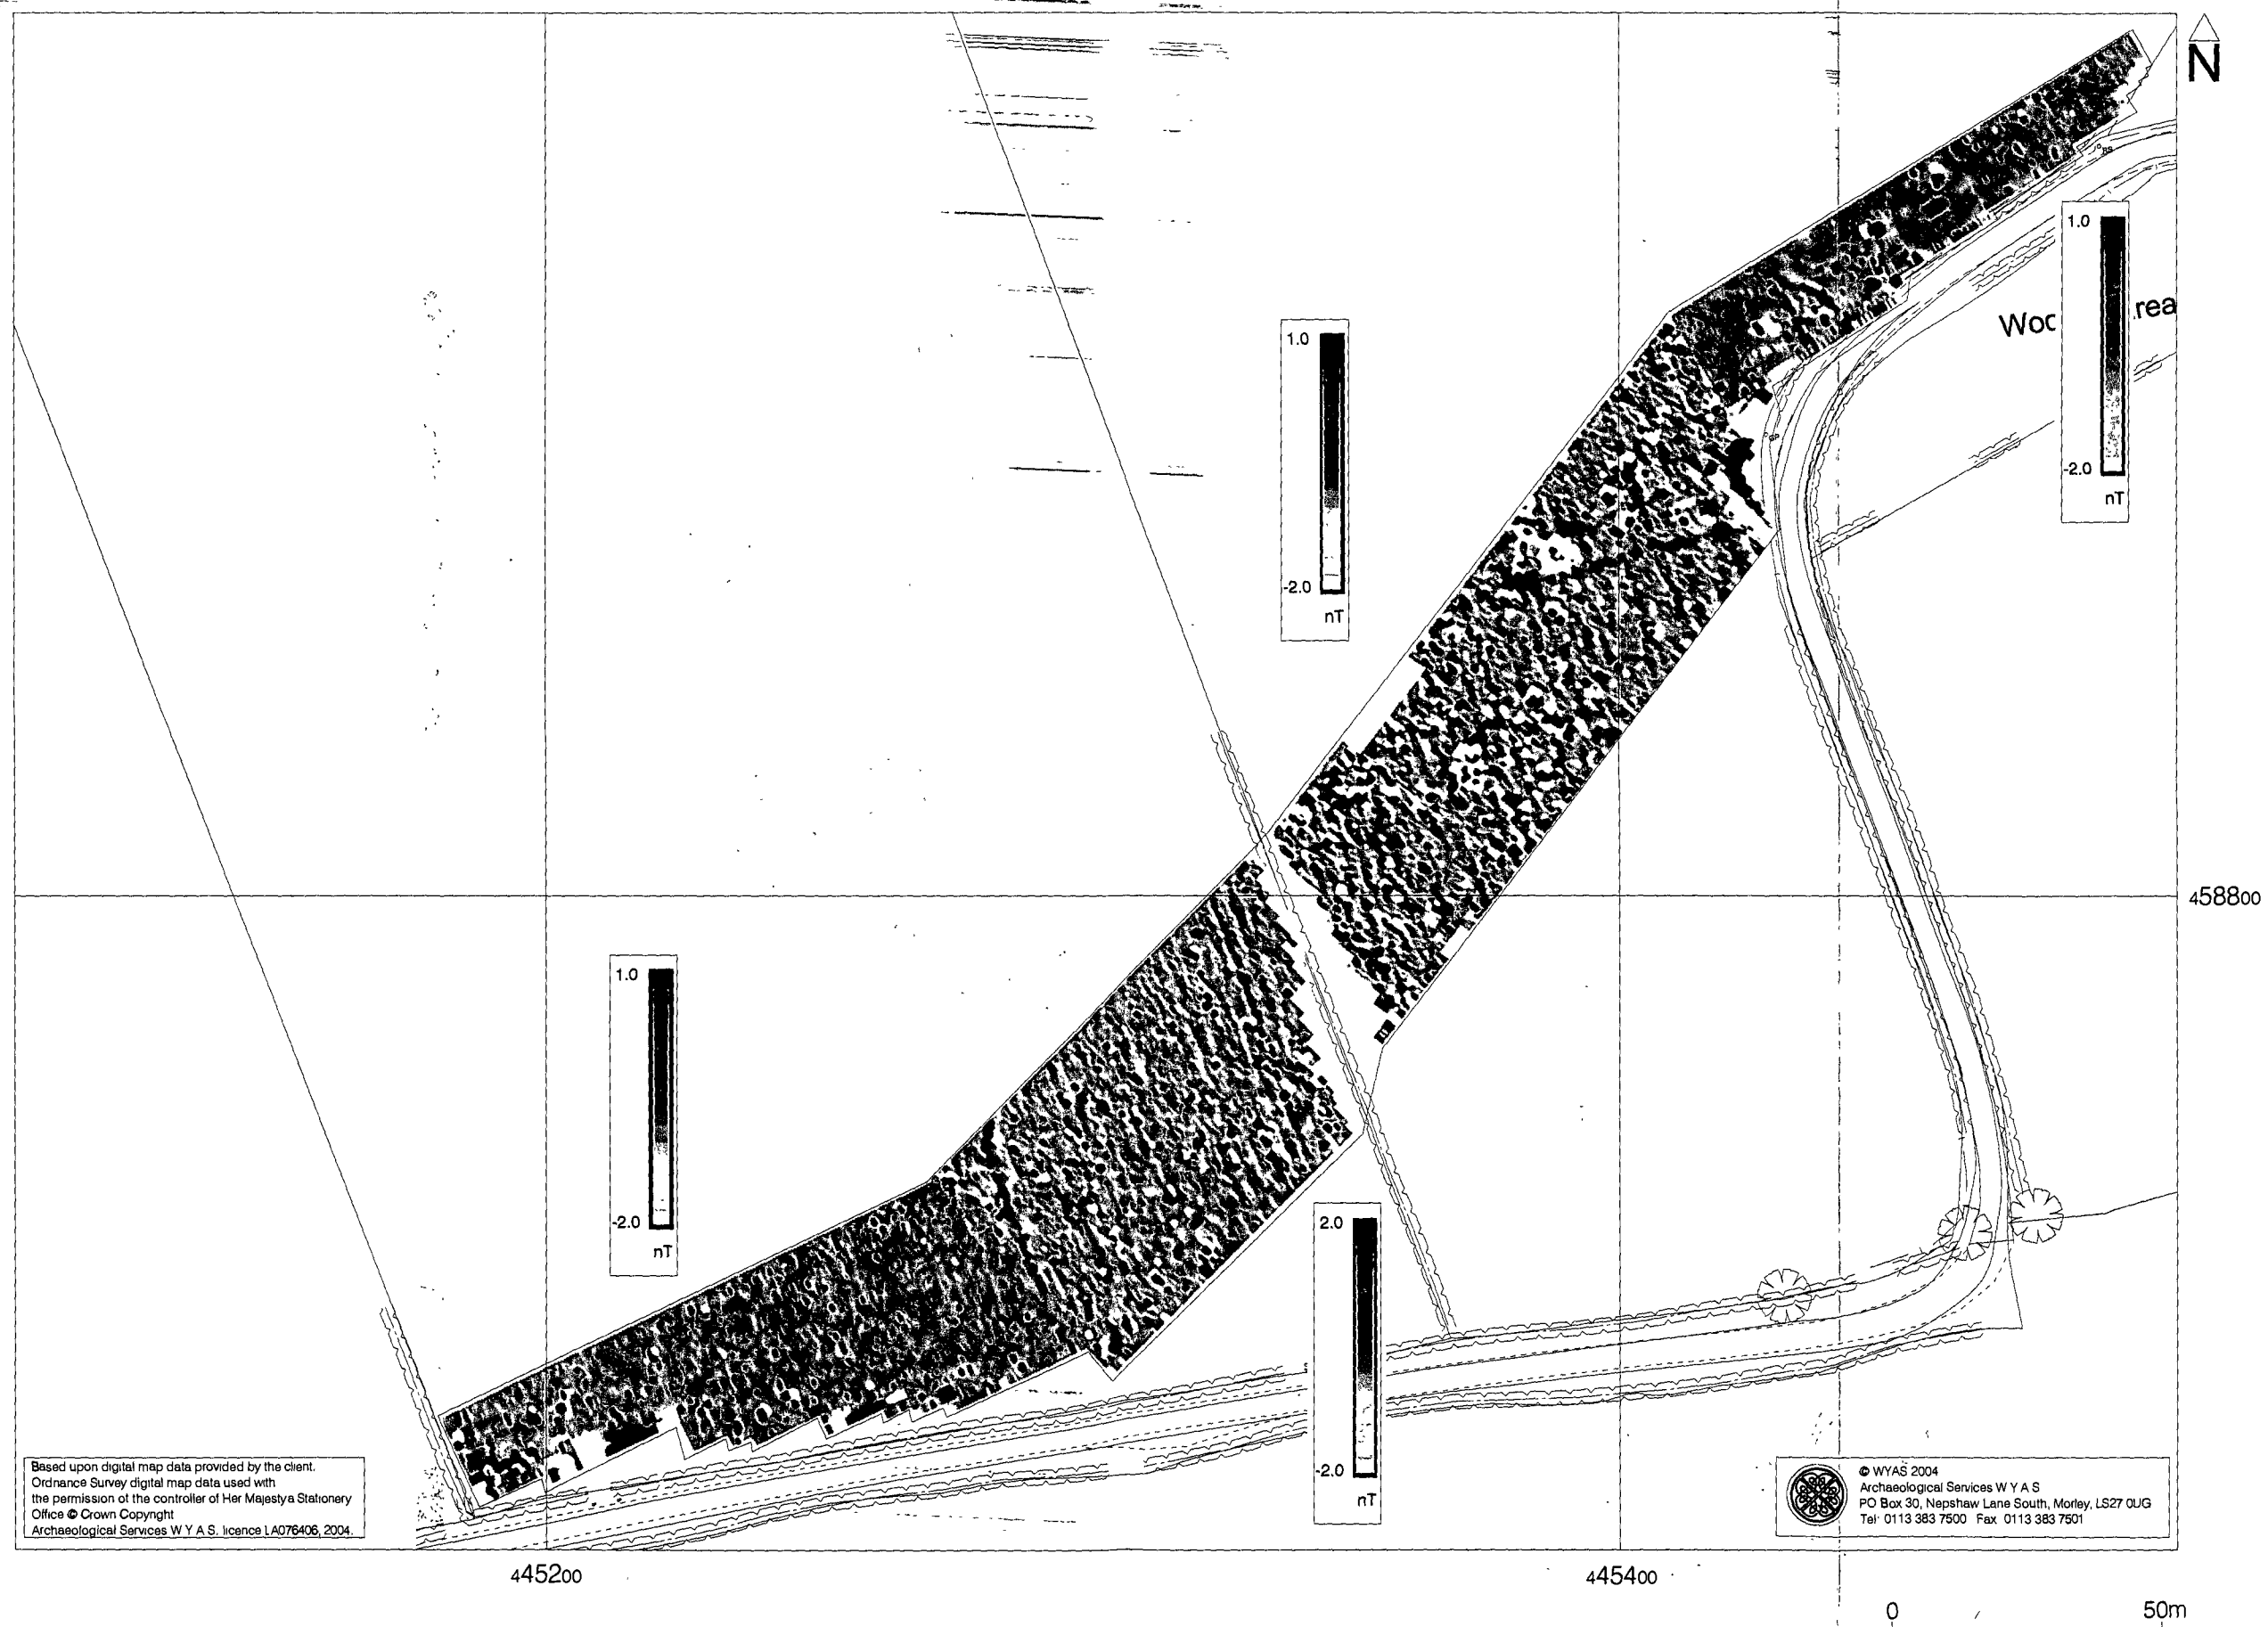 N
1.0
-2.0
nT
Woc
rea
1.0
-2.0
nT
458800
1.0
-2.0
nT
2.0
-2.0
nT
Based upon digital map data provided by the client.
Ordnance Survey digital map data used with
the permission of the controller of Her Majestya Stationery
Office © Crown Copyright
Archaeological Services W Y A S. licence LA076406, 2004.
© WYAS 2004
Archaeological Services W Y A S
PO Box 30, Nepshaw Lane South, Morley, LS27 0UG
Tel: 0113 383 7500 Fax 0113 383 7501
445200
445400
0
50m